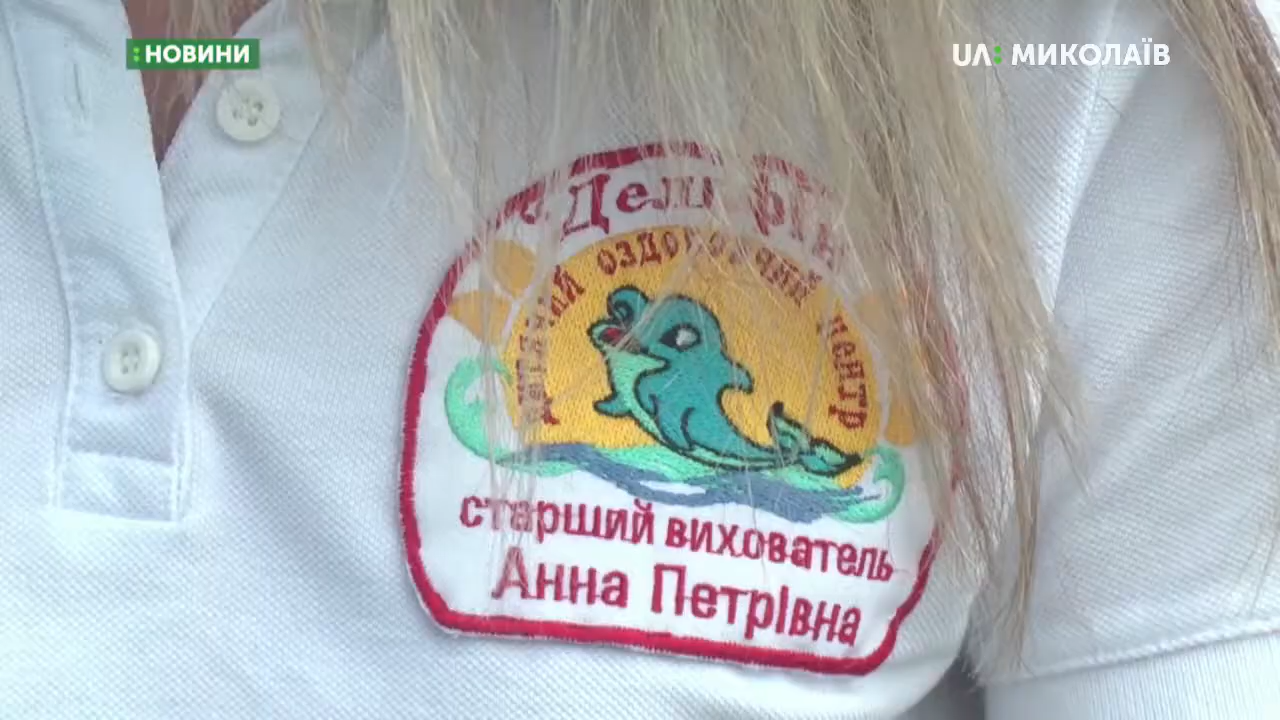 :НОВИНИ
UA: МИКОЛАЇВ
оздоровчий центр
старший вихователь
Анна Петрівна